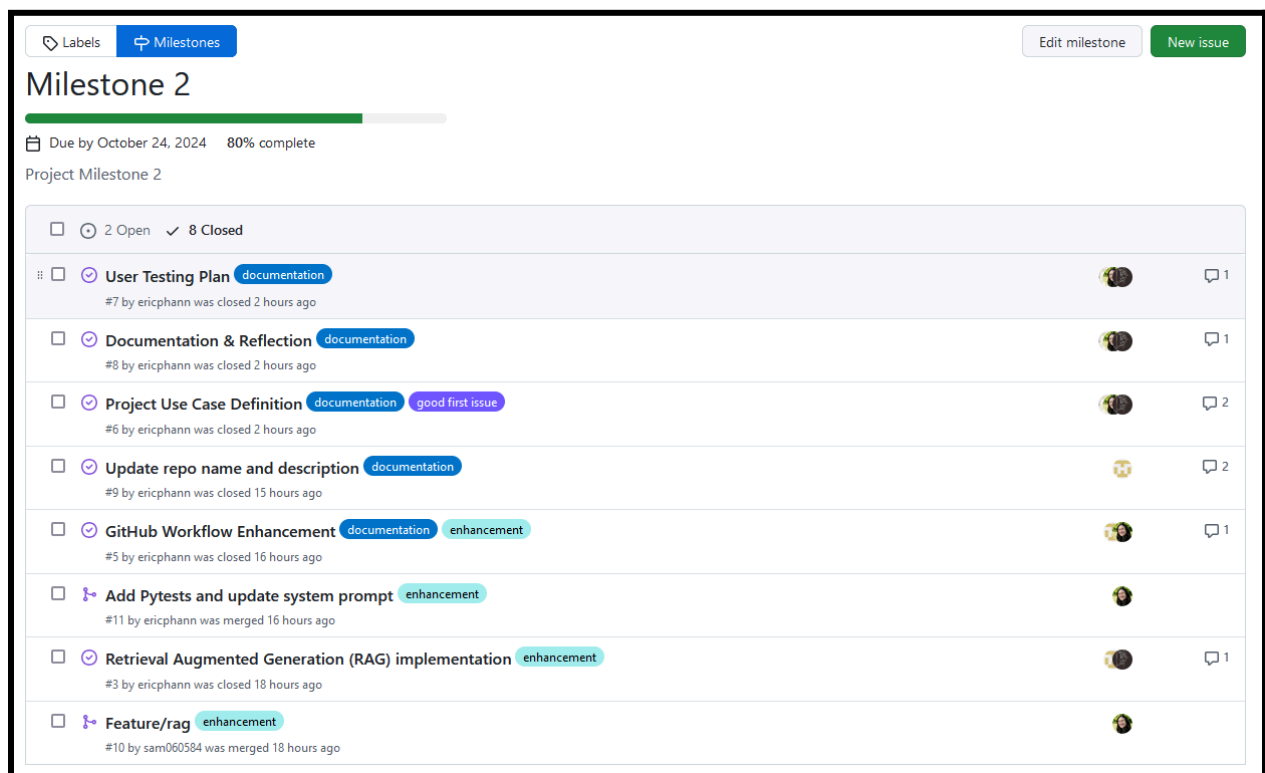 Labels
Milestones
Edit milestone
New issue
Milestone 2
Due by October 24, 2024 80% complete
Project Milestone 2
2 Open 8 Closed
User Testing Plan documentation 1
#7 by ericphann was closed 2 hours ago
Documentation & Reflection documentation 1
#8 by ericphann was closed 2 hours ago
Project Use Case Definition documentation good first issue 2
#6 by ericphann was closed 2 hours ago
Update repo name and description documentation 2
#9 by ericphann was closed 15 hours ago
GitHub Workflow Enhancement documentation enhancement 1
#5 by ericphann was closed 16 hours ago
Add Pytests and update system prompt enhancement
#11 by ericphann was merged 16 hours ago
Retrieval Augmented Generation (RAG) implementation enhancement 1
#3 by ericphann was closed 18 hours ago
Feature/rag enhancement
#10 by sam060584 was merged 18 hours ago